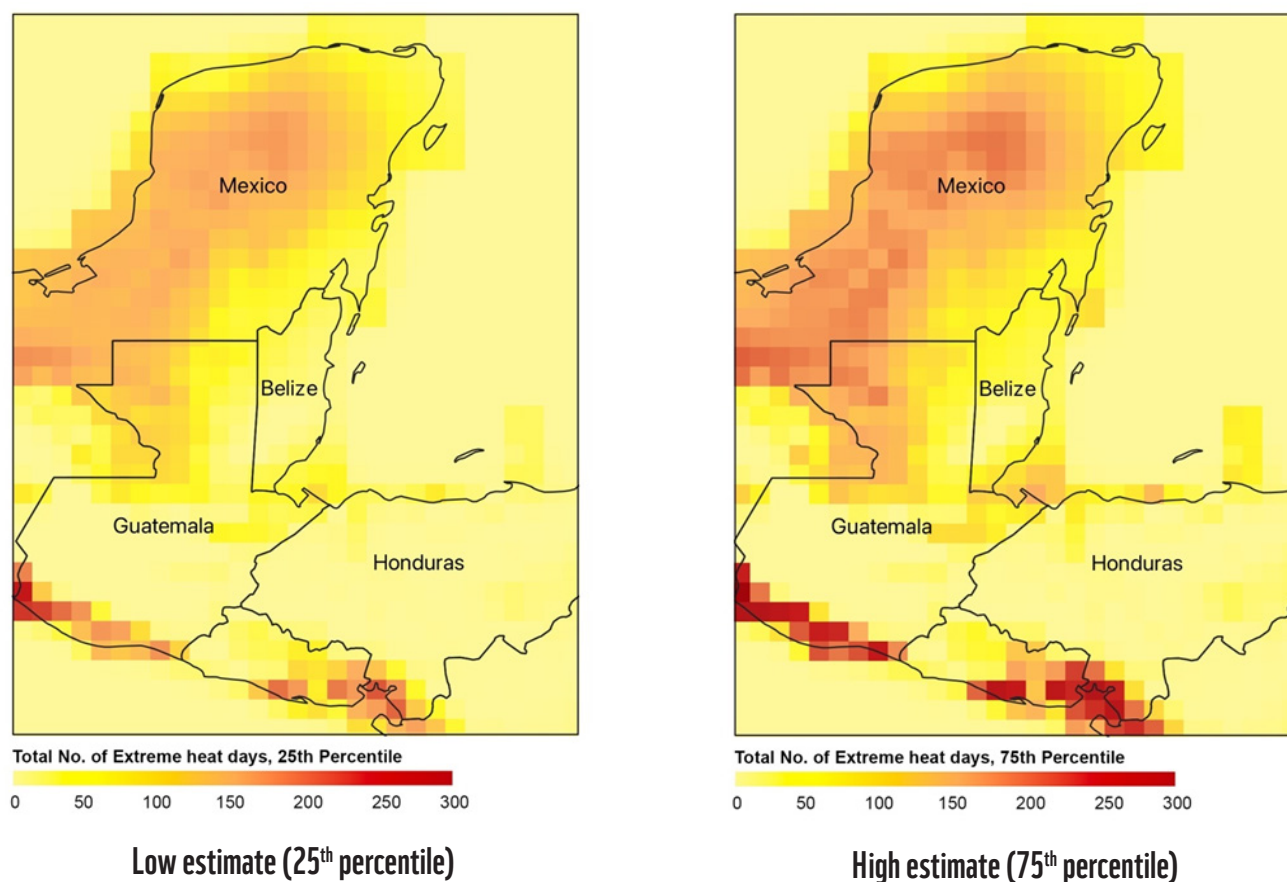 Mexico
Belize
Guatemala
Honduras
Total No. of Extreme heat days, 25th Percentile
0 50 100 150 200 250 300
Low estimate (25th percentile)
Mexico
Belize
Guatemala
Honduras
Total No. of Extreme heat days, 75th Percentile
0 50 100 150 200 250 300
High estimate (75th percentile)